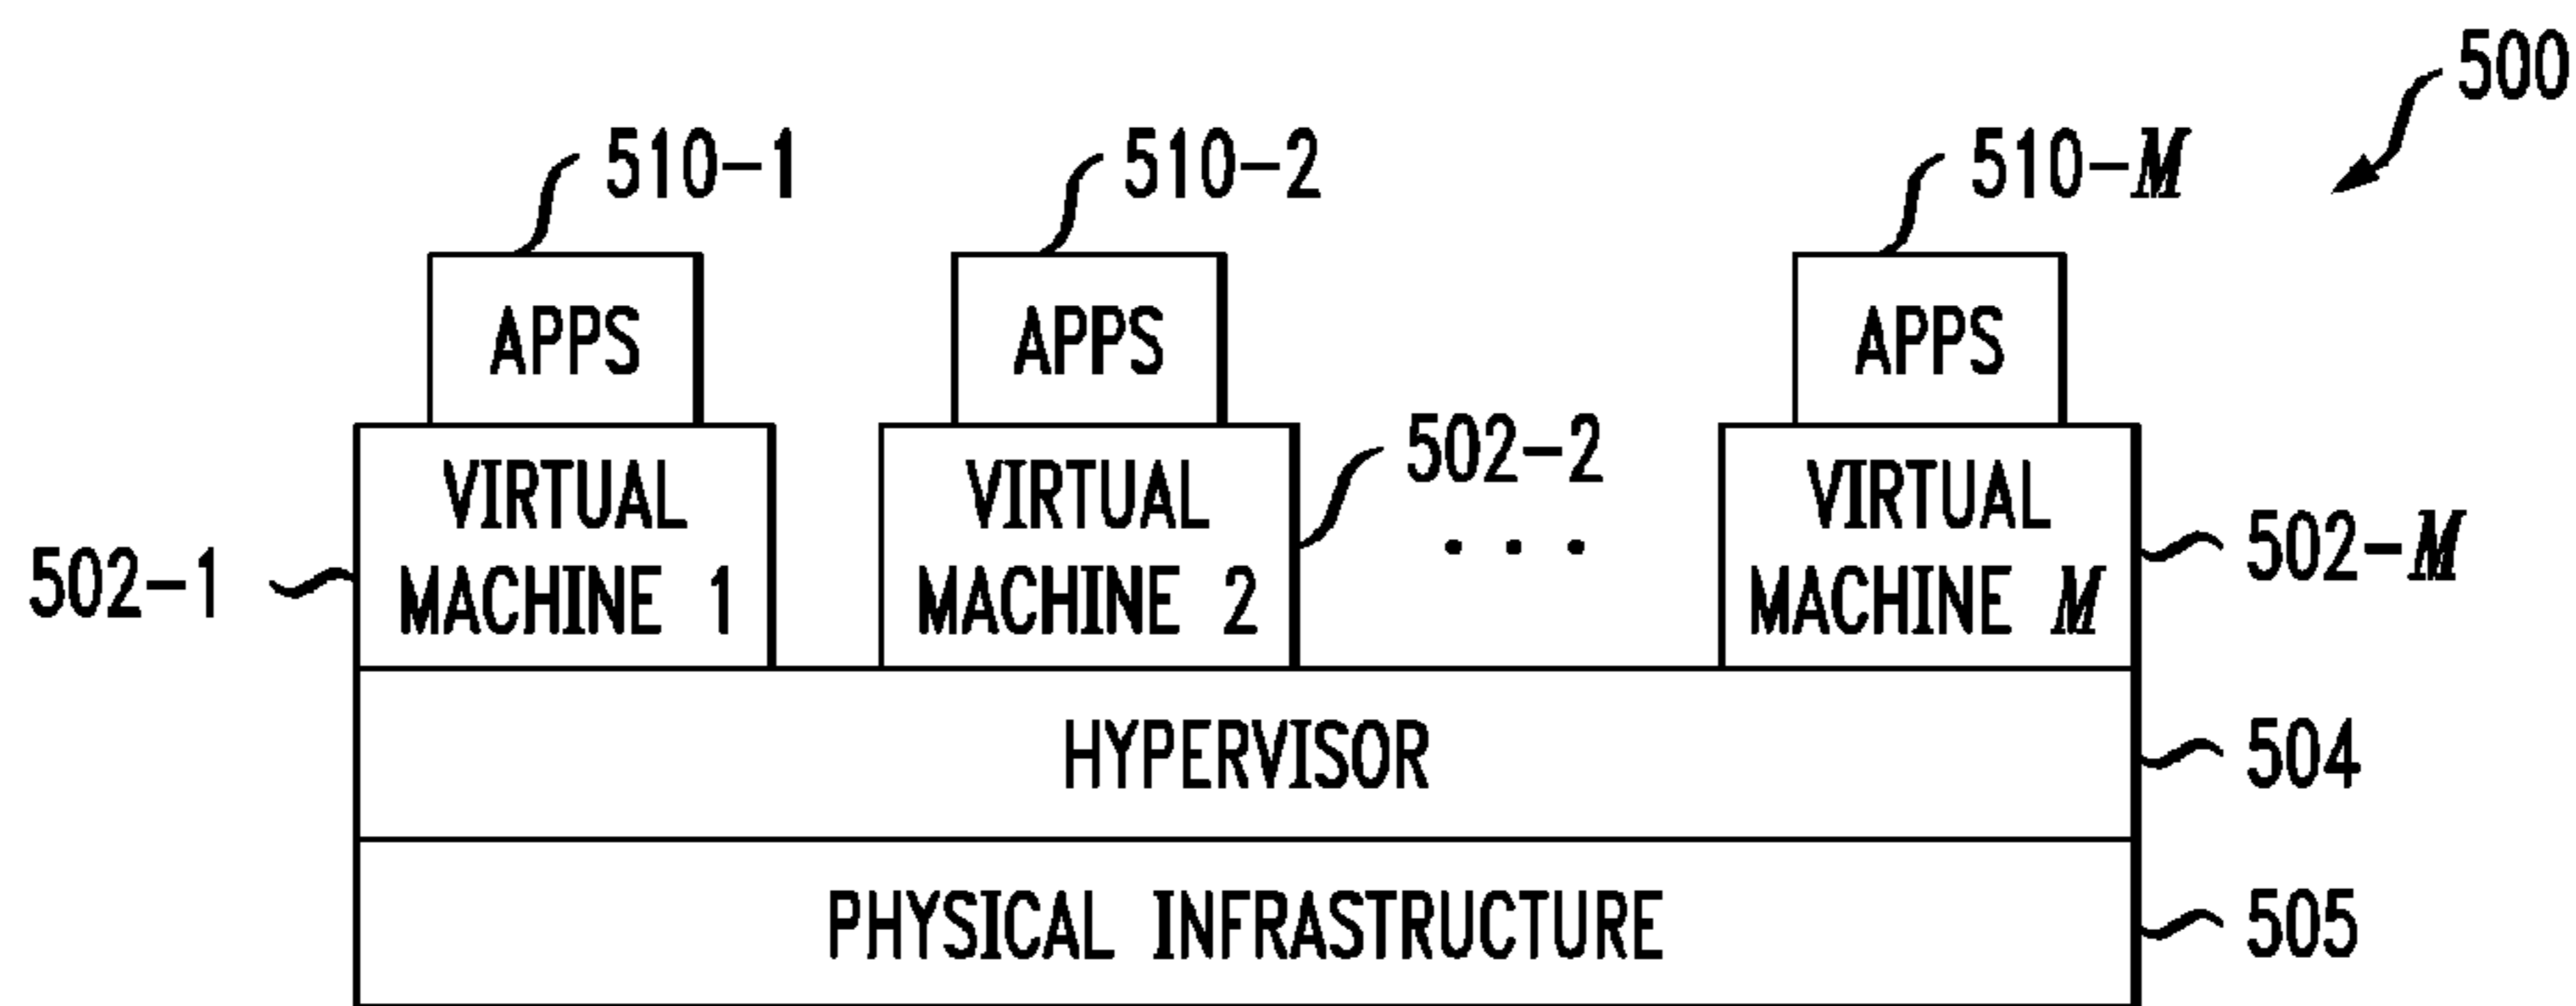 500
510-1 510-2 510-M
APPS APPS APPS
502-2
VIRTUAL VIRTUAL VIRTUAL
502-1 MACHINE 1 MACHINE 2 . . . MACHINE M 502-M
HYPERVISOR 504
PHYSICAL INFRASTRUCTURE 505